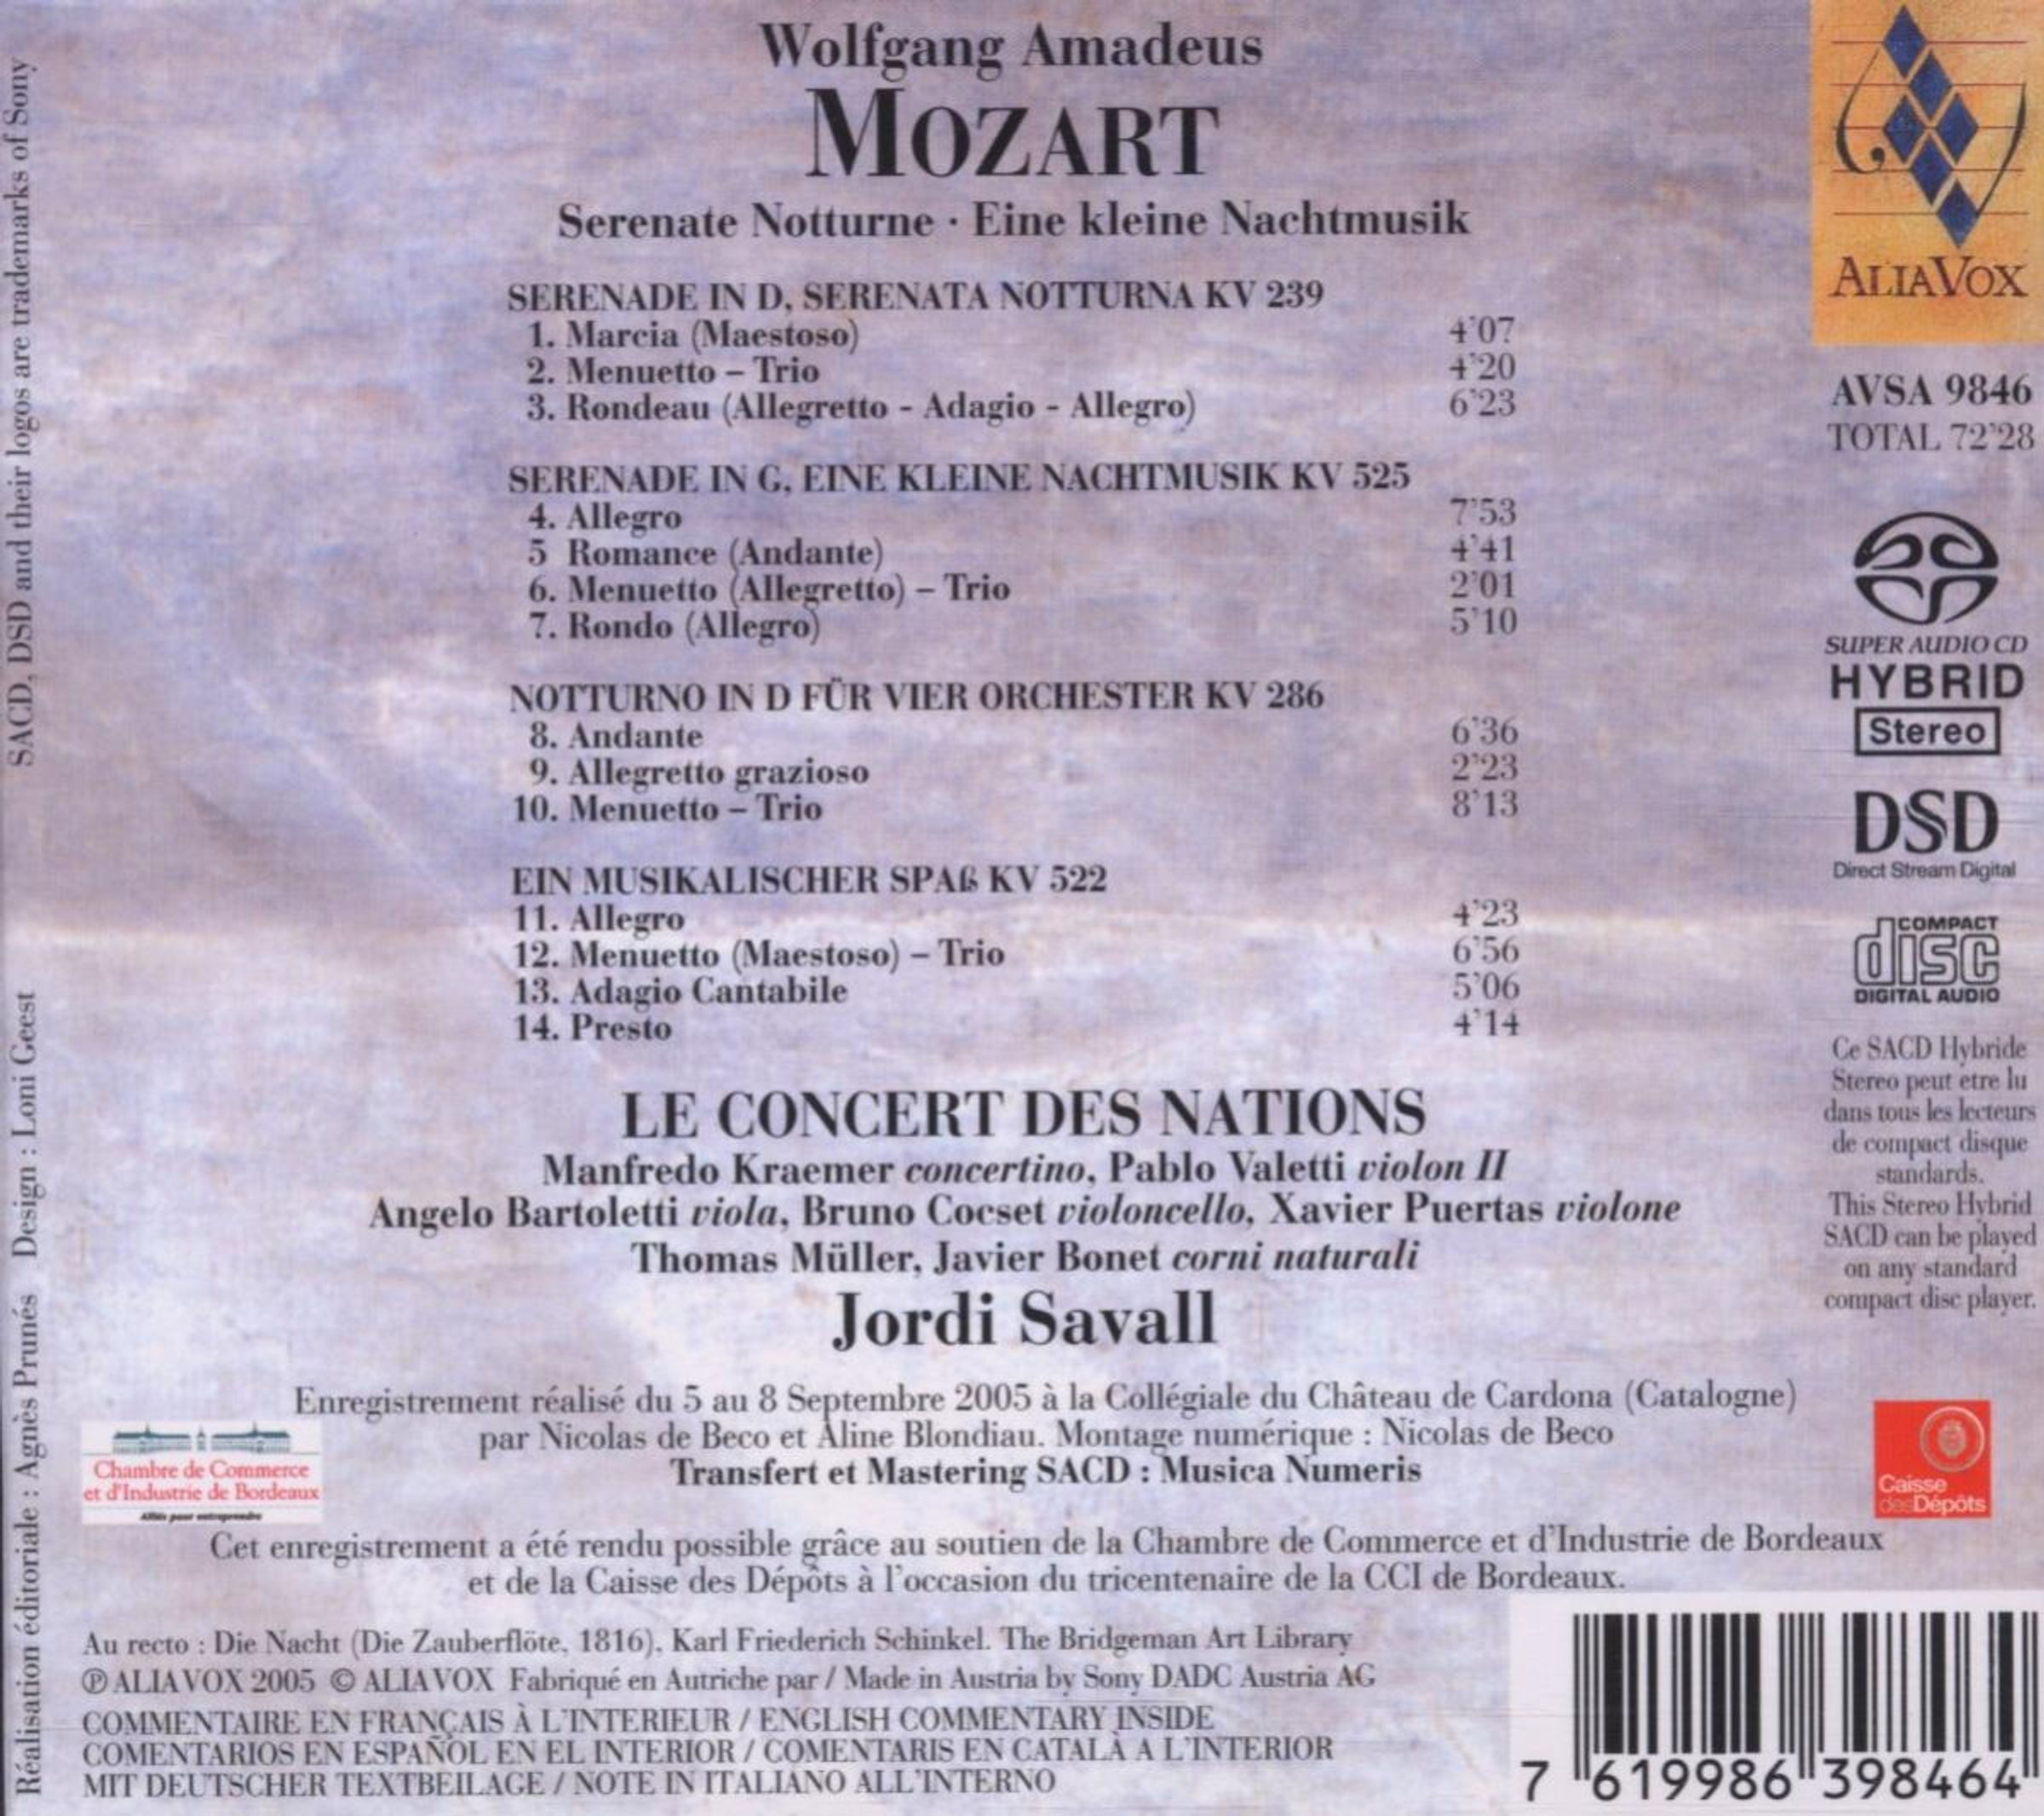 Wolfgang Amadeus
MOZART
Serenate Notturne · Eine kleine Nachtmusik
SERENADE IN D, SERENATA NOTTURNA KV 239
1. Marcia (Maestoso) 4'07
2. Menuetto – Trio 4'20
3. Rondeau (Allegretto - Adagio - Allegro) 6'23
SERENADE IN G, EINE KLEINE NACHTMUSIK KV 525
4. Allegro 7'53
5 Romance (Andante) 4'41
6. Menuetto (Allegretto) – Trio 2'01
7. Rondo (Allegro) 5'10
NOTTURNO IN D FÜR VIER ORCHESTER KV 286
8. Andante 6'36
9. Allegretto grazioso 2'23
10. Menuetto – Trio 8'13
EIN MUSIKALISCHER SPAß KV 522
11. Allegro 4'23
12. Menuetto (Maestoso) – Trio 6'56
13. Adagio Cantabile 5'06
14. Presto 4'14
LE CONCERT DES NATIONS
Manfredo Kraemer concertino, Pablo Valetti violon II
Angelo Bartoletti viola, Bruno Cocset violoncello, Xavier Puertas violone
Thomas Müller, Javier Bonet corni naturali
Jordi Savall
Enregistrement réalisé du 5 au 8 Septembre 2005 à la Collégiale du Château de Cardona (Catalogne)
par Nicolas de Beco et Aline Blondiau. Montage numérique : Nicolas de Beco
Transfert et Mastering SACD : Musica Numeris
Chambre de Commerce
et d'Industrie de Bordeaux
Alliés pour entreprendre
Caisse
desDépôts
Cet enregistrement a été rendu possible grâce au soutien de la Chambre de Commerce et d'Industrie de Bordeaux
et de la Caisse des Dépôts à l'occasion du tricentenaire de la CCI de Bordeaux.
Au recto : Die Nacht (Die Zauberflöte, 1816), Karl Friederich Schinkel. The Bridgeman Art Library
℗ ALIA VOX 2005 © ALIA VOX Fabriqué en Autriche par / Made in Austria by Sony DADC Austria AG
COMMENTAIRE EN FRANÇAIS À L'INTERIEUR / ENGLISH COMMENTARY INSIDE
COMENTARIOS EN ESPAÑOL EN EL INTERIOR / COMENTARIS EN CATALÀ A L'INTERIOR
MIT DEUTSCHER TEXTBEILAGE / NOTE IN ITALIANO ALL'INTERNO
ALIAVOX
AVSA 9846
TOTAL 72'28
SUPER AUDIO CD
HYBRID
Stereo
DSD
Direct Stream Digital
COMPACT
disc
DIGITAL AUDIO
Ce SACD Hybride
Stereo peut etre lu
dans tous les lecteurs
de compact disque
standards.
This Stereo Hybrid
SACD can be played
on any standard
compact disc player.
7 619986 398464
SACD, DSD and their logos are trademarks of Sony
Réalisation éditoriale : Agnès Prunés Design : Loni Geest